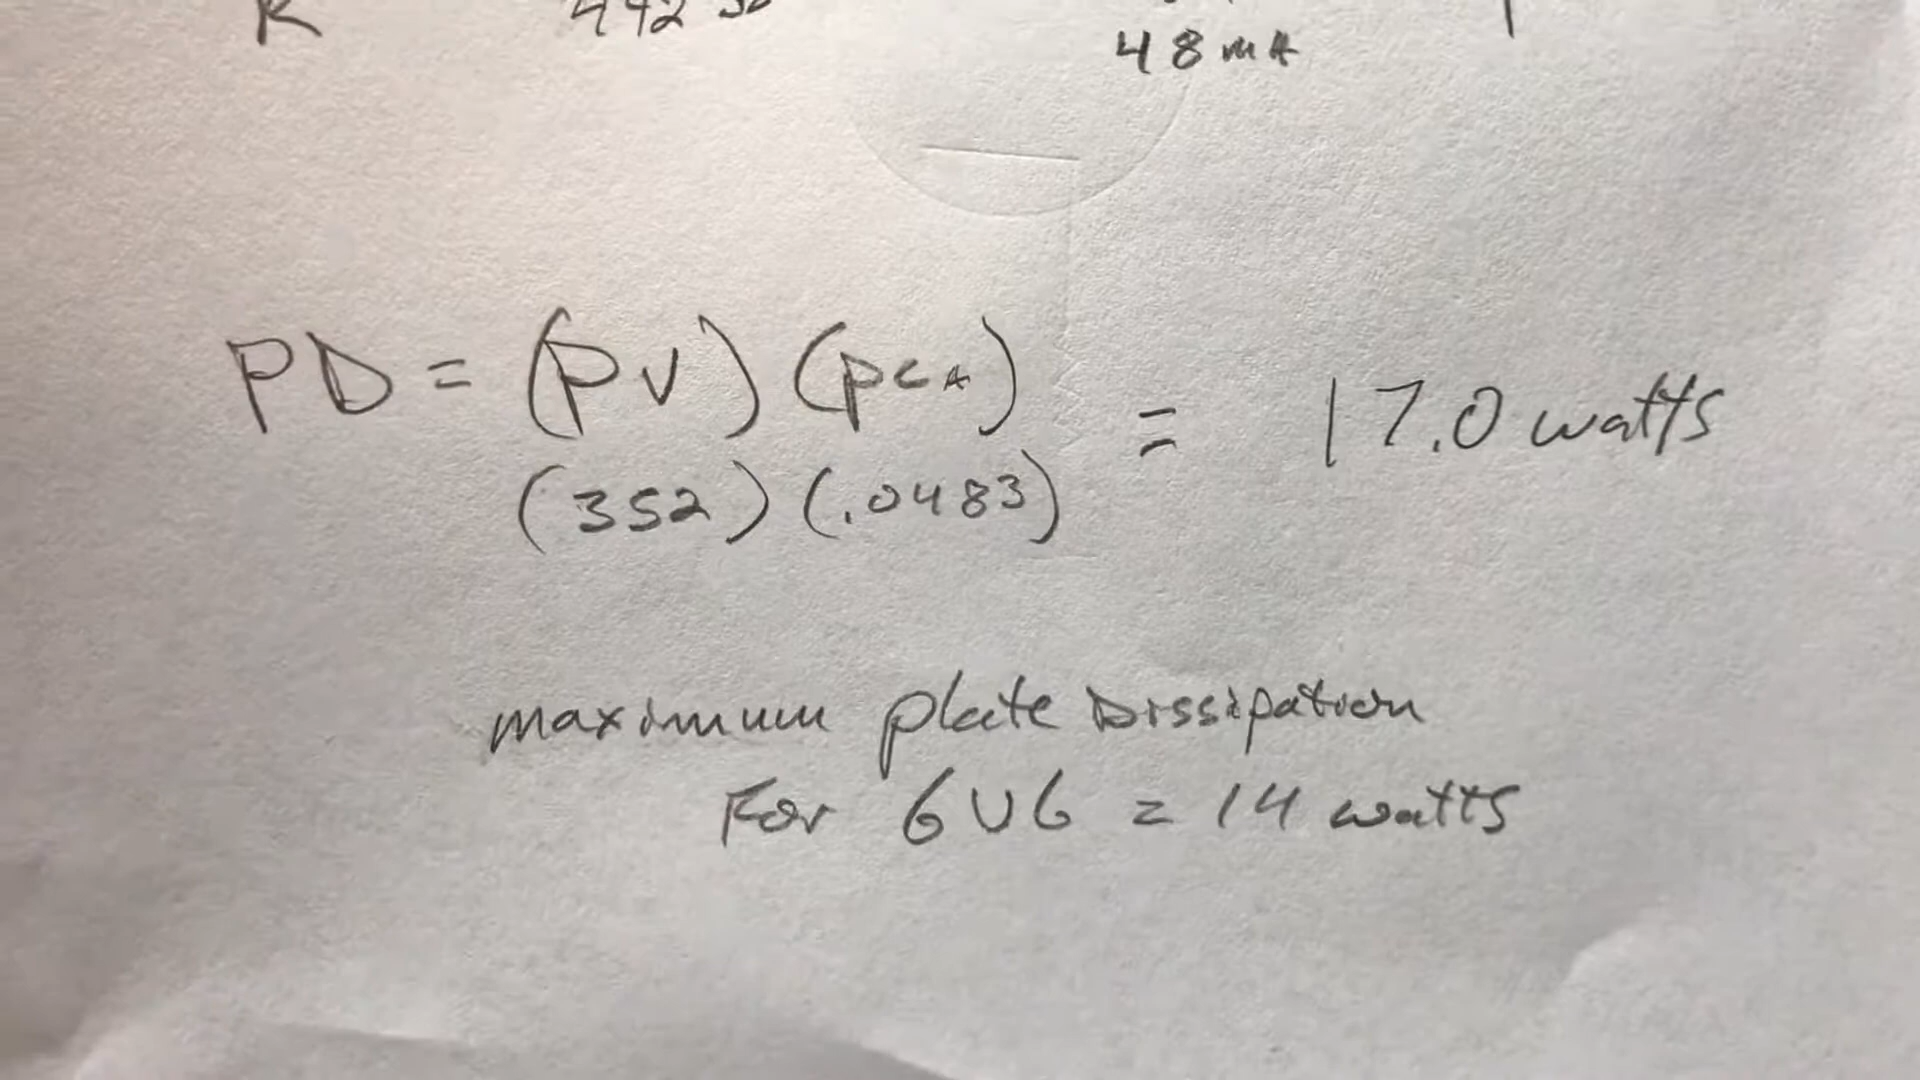 R
48 mA
PD = (PV) (PCA) = 17.0 watts
(352) (.0483)
maximum plate Dissipation
For 6V6 = 14 watts